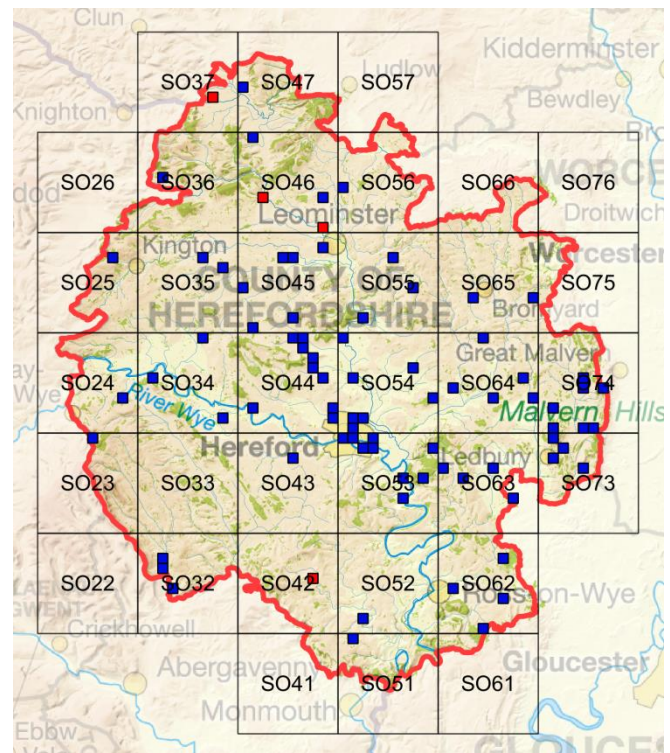 Clun
Kidderminster
Ludlow
SO37 SO47 SO57
Bewdley
Knighton
SO26 SO36 SO46 SO56 SO66 SO76
Droitwich
Leominster
Kington
Worcester
SO25 SO35 SO45 SO55 SO65 SO75
COUNTY OF
HEREFORDSHIRE
Bromyard
Great Malvern
SO24 SO34 SO44 SO54 SO64 SO74
River Wye
Malvern Hills
Hereford
Ledbury
SO23 SO33 SO43 SO53 SO63 SO73
SO22 SO32 SO42 SO52 SO62
Ross-on-Wye
Crickhowell
Abergavenny
Gloucester
SO41 SO51 SO61
Monmouth
Ebbw